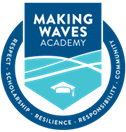 MAKING
WAVES
ACADEMY
RESPECT · SCHOLARSHIP · RESILIENCE · RESPONSIBILITY · COMMUNITY